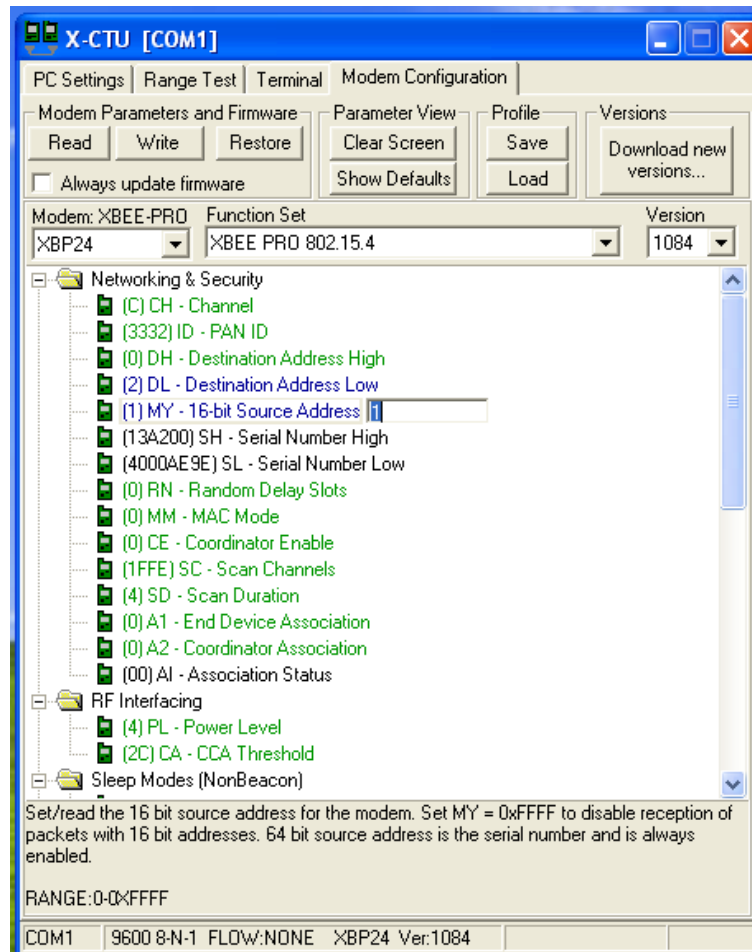 X-CTU [COM1]
PC Settings Range Test Terminal Modem Configuration
Modem Parameters and Firmware Parameter View Profile Versions
Read Write Restore Clear Screen Save Download new versions...
Always update firmware Show Defaults Load
Modem: XBEE-PRO Function Set Version
XBP24 XBEE PRO 802.15.4 1084
Networking & Security
(C) CH - Channel
(3332) ID - PAN ID
(0) DH - Destination Address High
(2) DL - Destination Address Low
(1) MY - 16-bit Source Address 1
(13A200) SH - Serial Number High
(4000AE9E) SL - Serial Number Low
(0) RN - Random Delay Slots
(0) MM - MAC Mode
(0) CE - Coordinator Enable
(1FFE) SC - Scan Channels
(4) SD - Scan Duration
(0) A1 - End Device Association
(0) A2 - Coordinator Association
(00) AI - Association Status
RF Interfacing
(4) PL - Power Level
(2C) CA - CCA Threshold
Sleep Modes (NonBeacon)
Set/read the 16 bit source address for the modem. Set MY = 0xFFFF to disable reception of
packets with 16 bit addresses. 64 bit source address is the serial number and is always
enabled.
RANGE:0-0XFFFF
COM1 9600 8-N-1 FLOW:NONE XBP24 Ver:1084